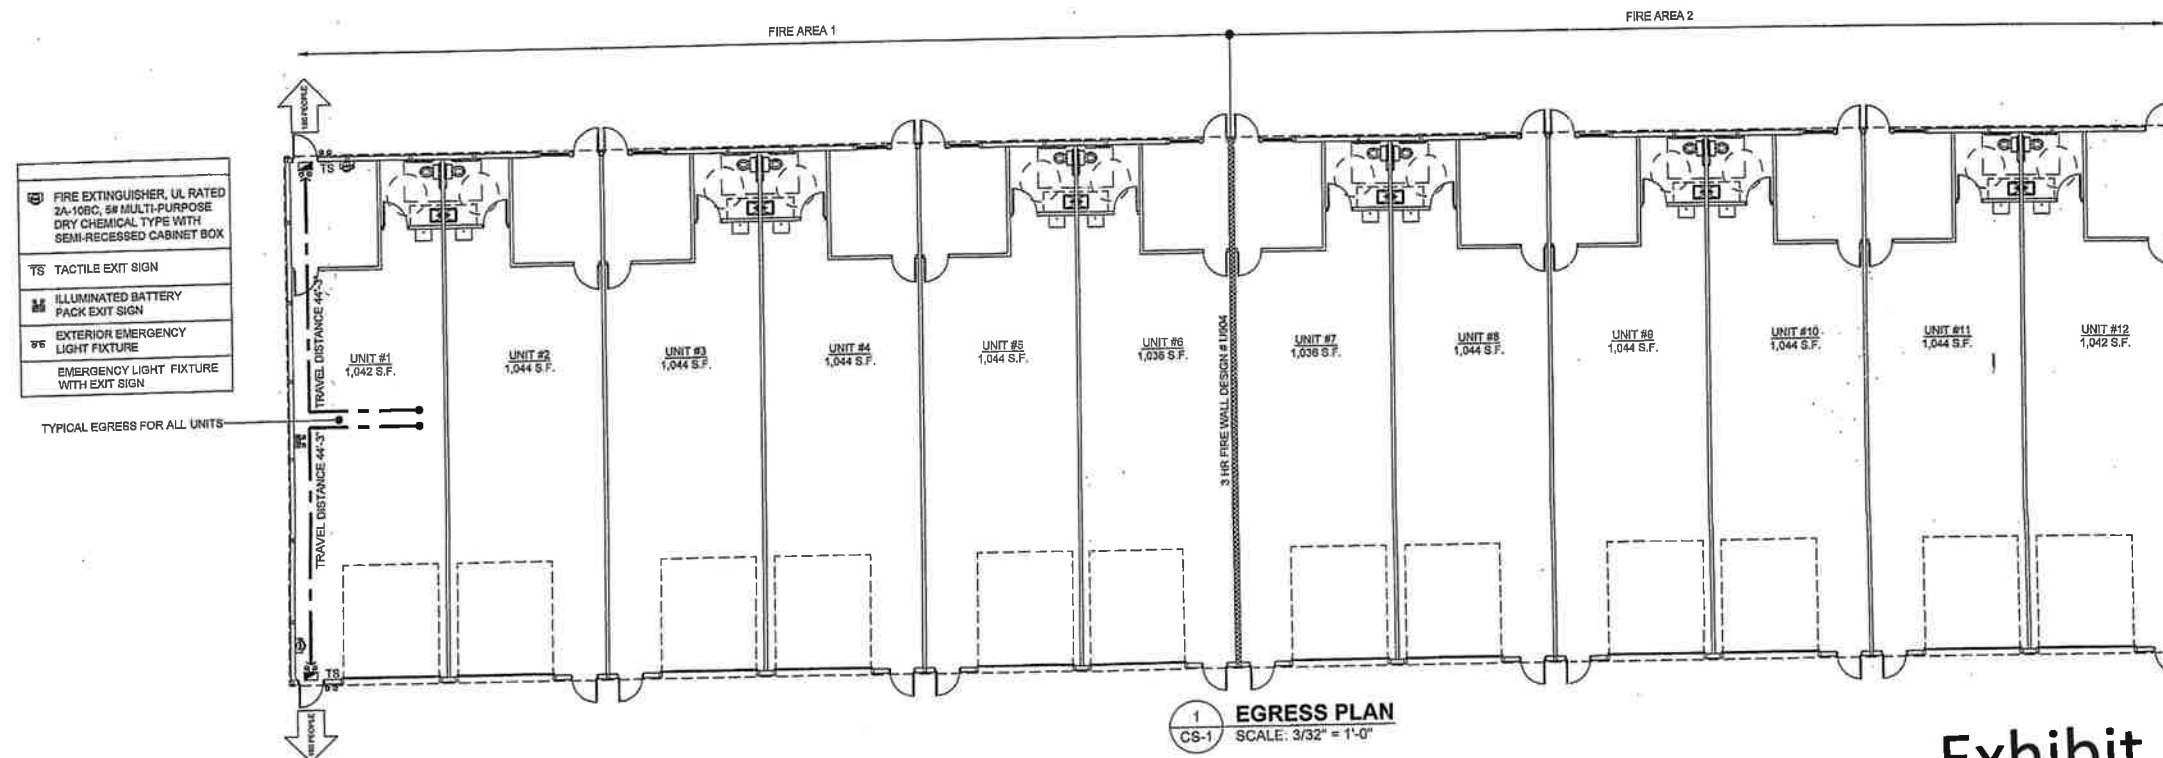 FIRE AREA 1
FIRE AREA 2
180 PEOPLE
TS
FIRE EXTINGUISHER, UL RATED
2A-10BC, 5# MULTI-PURPOSE
DRY CHEMICAL TYPE WITH
SEMI-RECESSED CABINET BOX
TS TACTILE EXIT SIGN
ILLUMINATED BATTERY
PACK EXIT SIGN
EXTERIOR EMERGENCY
LIGHT FIXTURE
EMERGENCY LIGHT FIXTURE
WITH EXIT SIGN
TYPICAL EGRESS FOR ALL UNITS
TRAVEL DISTANCE 44'-3"
TRAVEL DISTANCE 44'-3"
UNIT #1
1,042 S.F.
UNIT #2
1,044 S.F.
UNIT #3
1,044 S.F.
UNIT #4
1,044 S.F.
UNIT #5
1,044 S.F.
UNIT #6
1,036 S.F.
3 HR FIRE WALL DESIGN # U904
UNIT #7
1,036 S.F.
UNIT #8
1,044 S.F.
UNIT #9
1,044 S.F.
UNIT #10
1,044 S.F.
UNIT #11
1,044 S.F.
UNIT #12
1,042 S.F.
TS
180 PEOPLE
1
CS-1
EGRESS PLAN
SCALE: 3/32" = 1'-0"
Exhibit